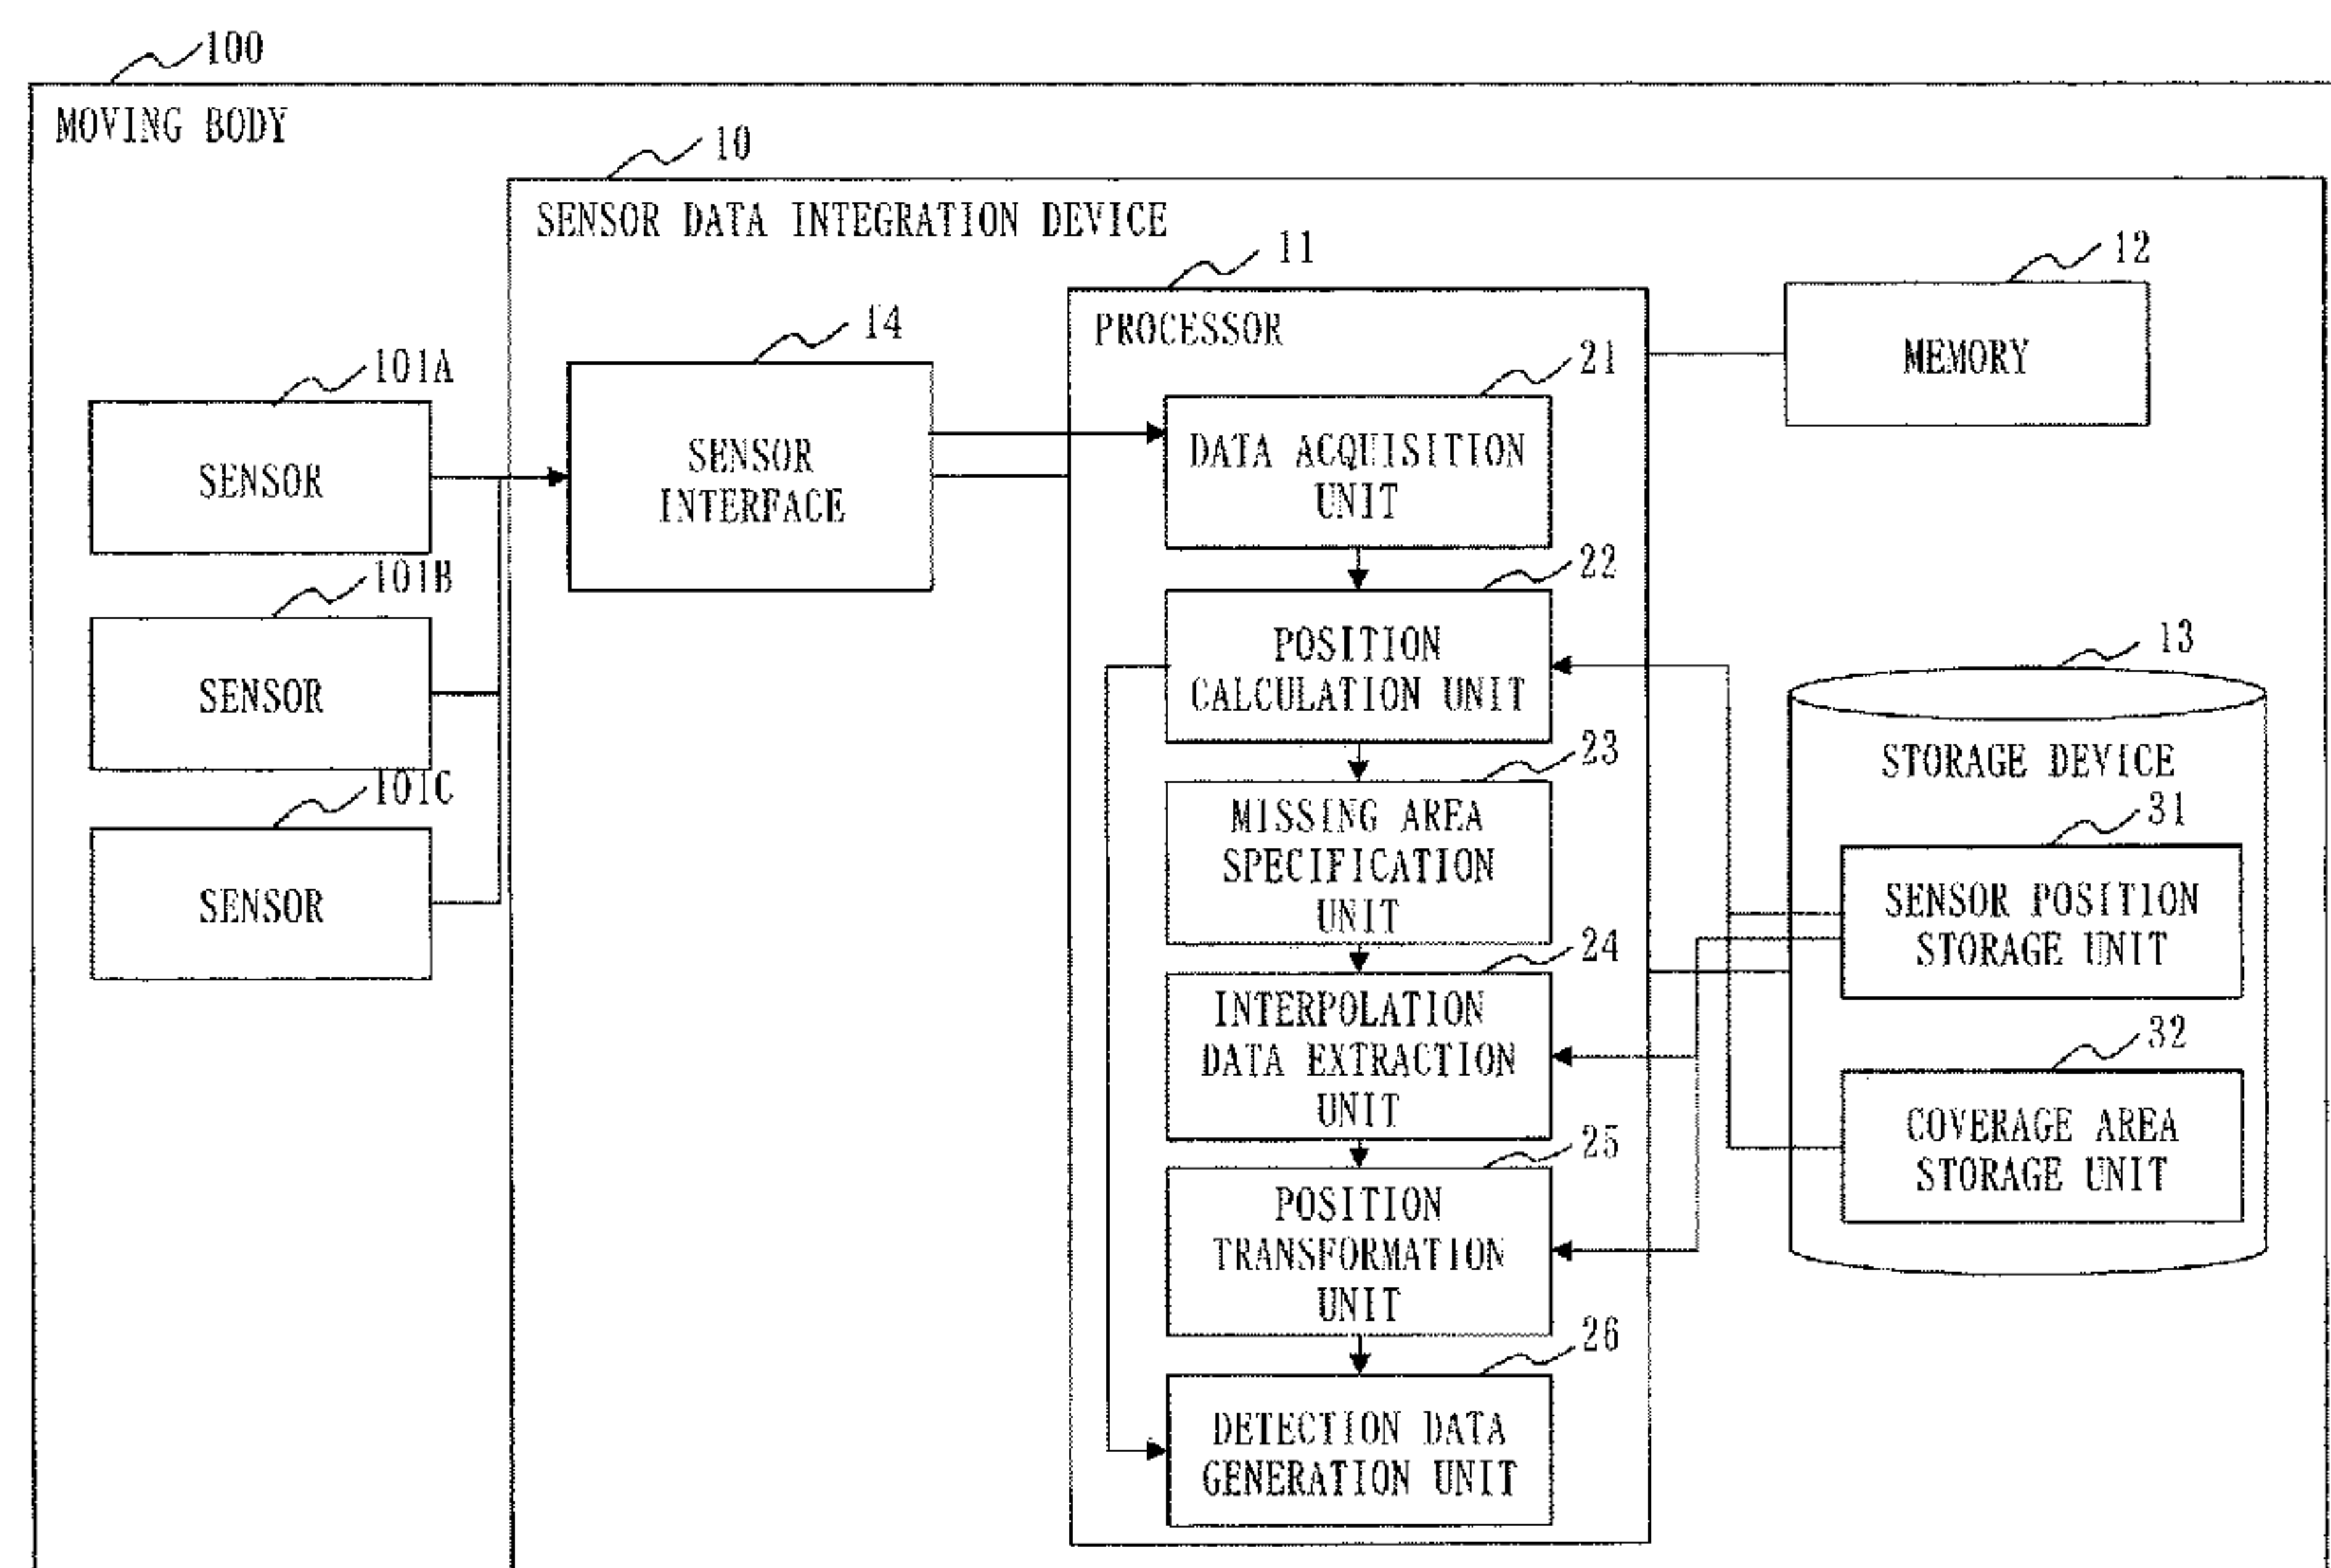 100
MOVING BODY
10
SENSOR DATA INTEGRATION DEVICE
11
12
14
PROCESSOR
MEMORY
101A
SENSOR
SENSOR
INTERFACE
21
DATA ACQUISITION
UNIT
101B
SENSOR
22
POSITION
CALCULATION UNIT
13
STORAGE DEVICE
101C
SENSOR
23
MISSING AREA
SPECIFICATION
UNIT
31
SENSOR POSITION
STORAGE UNIT
24
INTERPOLATION
DATA EXTRACTION
UNIT
32
COVERAGE AREA
STORAGE UNIT
25
POSITION
TRANSFORMATION
UNIT
26
DETECTION DATA
GENERATION UNIT